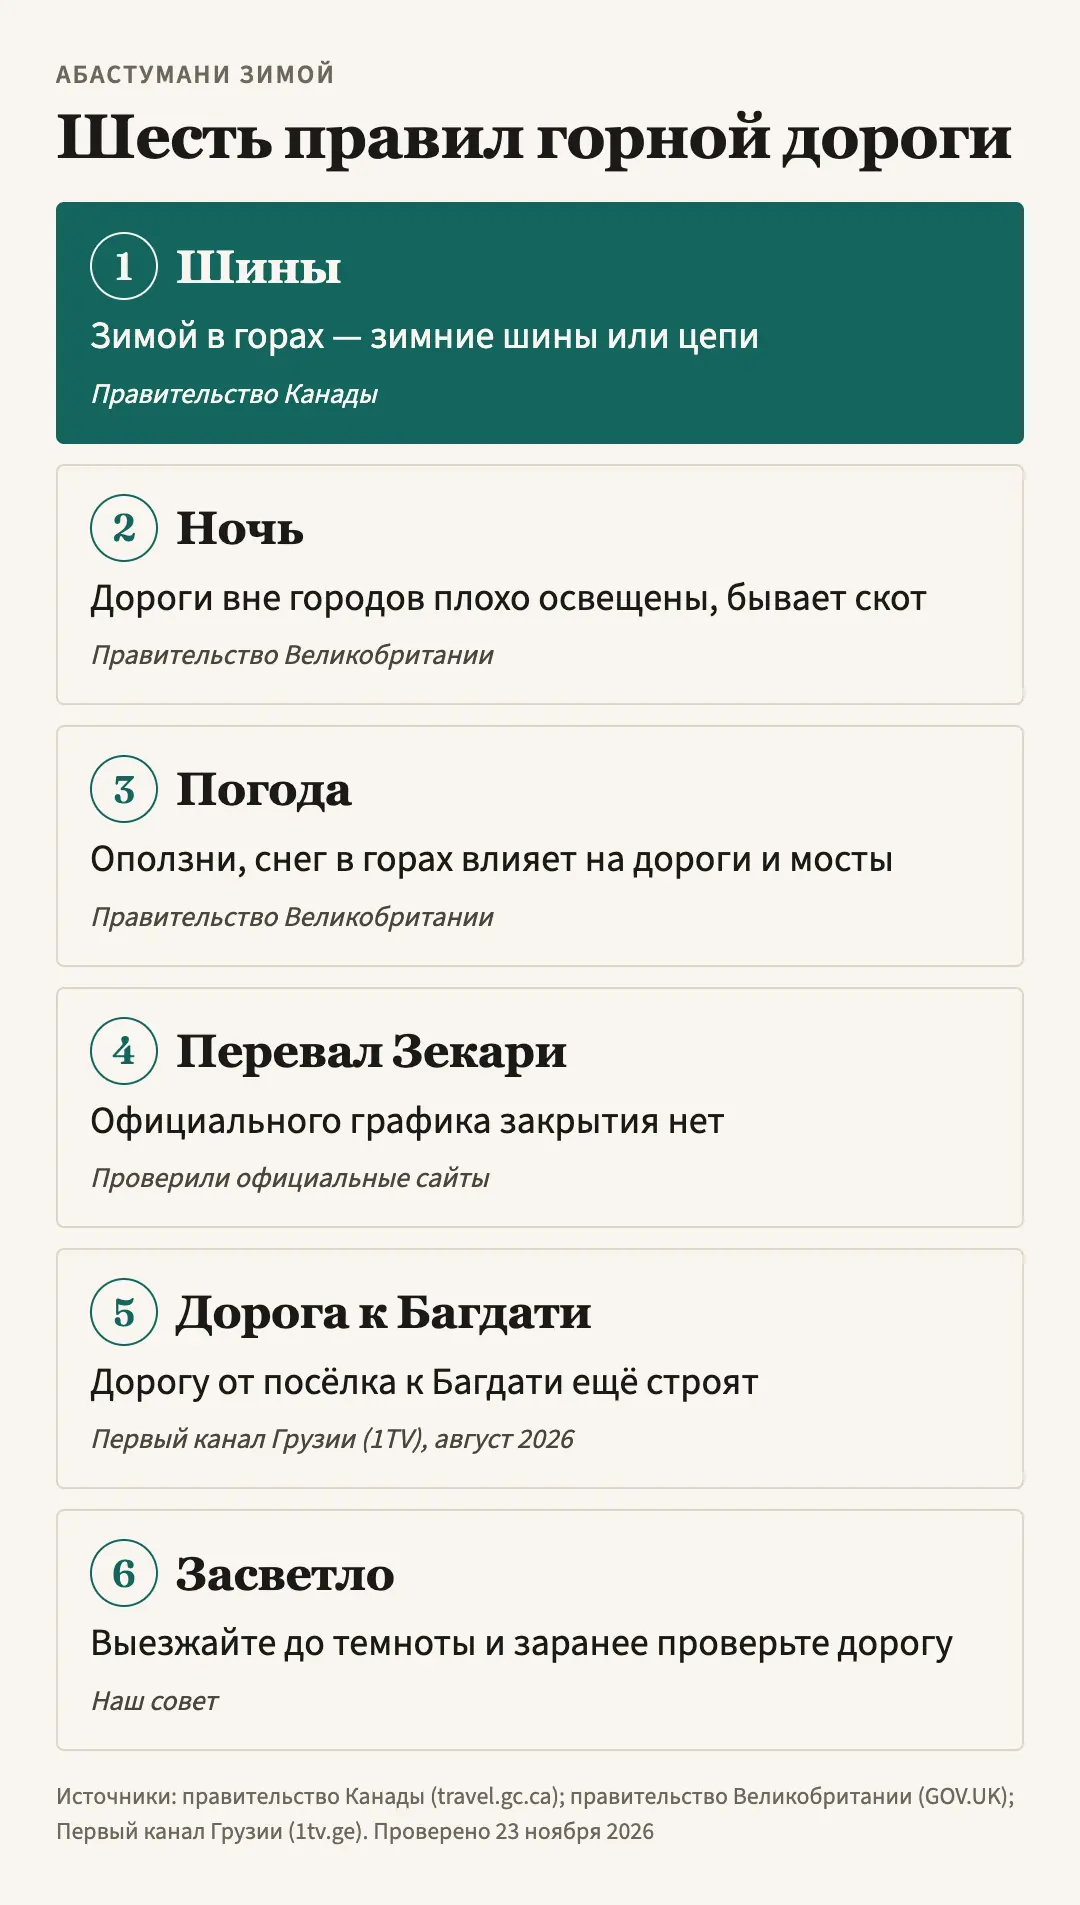 АБАСТУМАНИ ЗИМОЙ
Шесть правил горной дороги
1 Шины
Зимой в горах — зимние шины или цепи
Правительство Канады
2 Ночь
Дороги вне городов плохо освещены, бывает скот
Правительство Великобритании
3 Погода
Оползни, снег в горах влияет на дороги и мосты
Правительство Великобритании
4 Перевал Зекари
Официального графика закрытия нет
Проверили официальные сайты
5 Дорога к Багдати
Дорогу от посёлка к Багдати ещё строят
Первый канал Грузии (1TV), август 2026
6 Засветло
Выезжайте до темноты и заранее проверьте дорогу
Наш совет
Источники: правительство Канады (travel.gc.ca); правительство Великобритании (GOV.UK);
Первый канал Грузии (1tv.ge). Проверено 23 ноября 2026